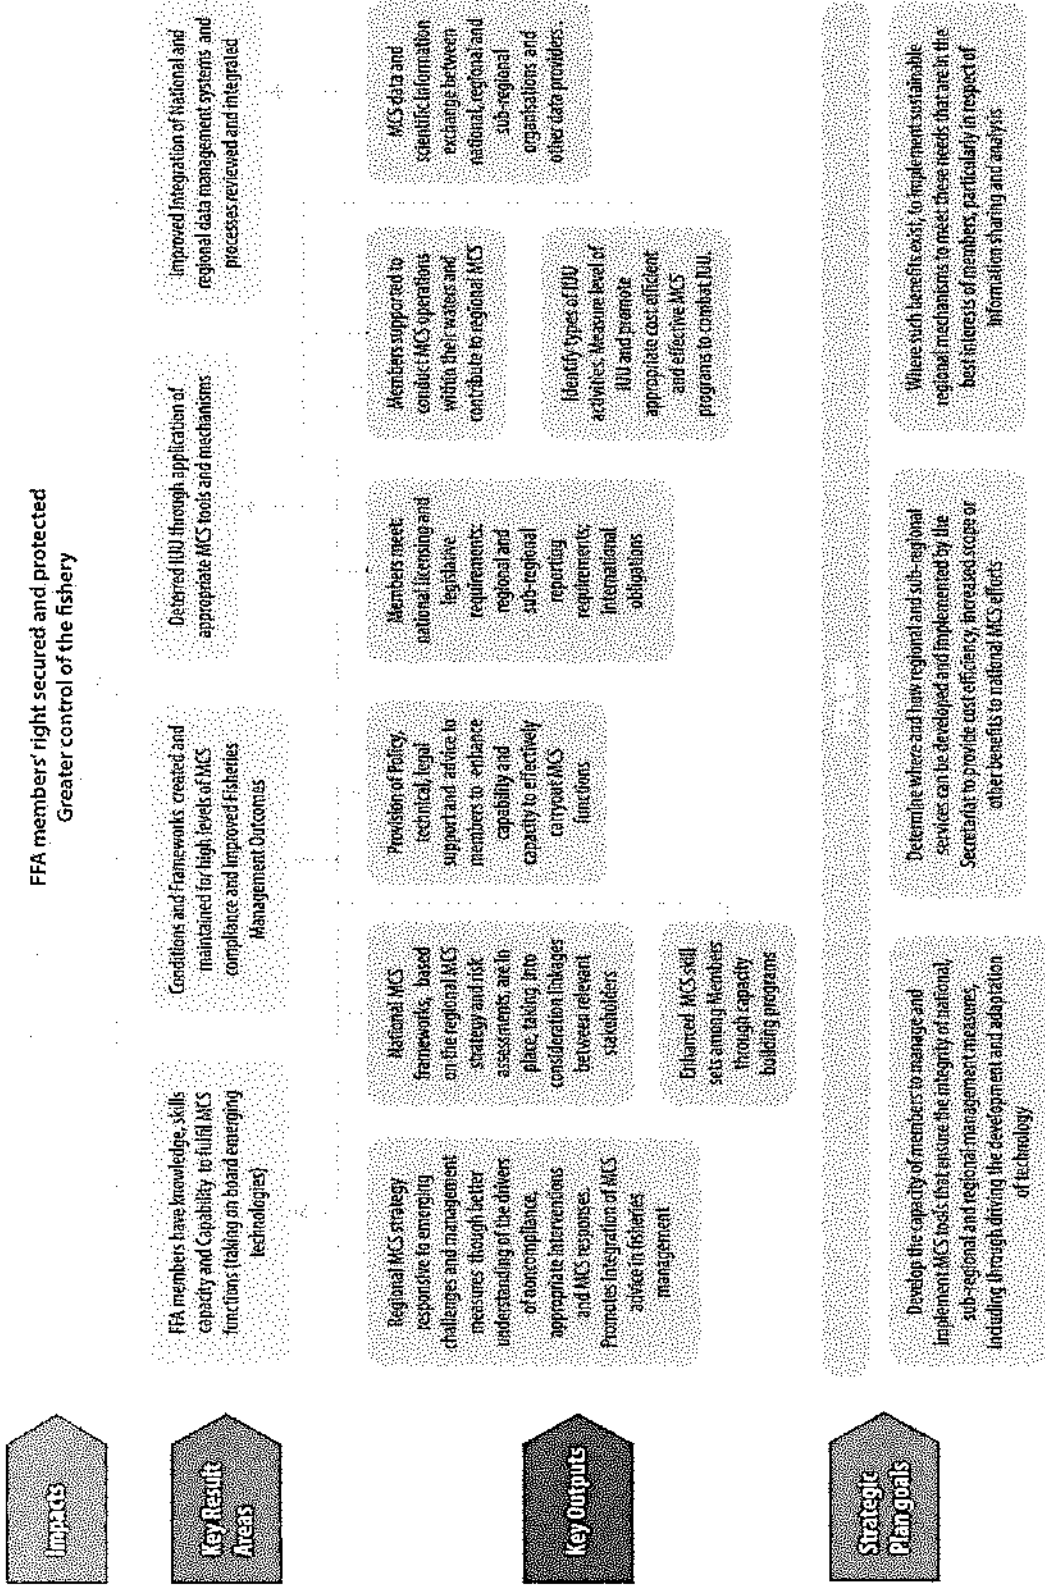 Impacts
FFA members' right secured and protected
Greater control of the fishery
Key Result
Areas
FFA members have knowledge, skills
capacity and Capability to fulfil MCS
functions (taking on board emerging
technologies)
Conditions and Frameworks created and
maintained for high levels of MCS
compliance and Improved Fisheries
Management Outcomes
Deterred IUU through application of
appropriate MCS tools and mechanisms
Improved Integration of National and
regional data management systems and
processes reviewed and integrated
Key Outputs
Regional MCS strategy
responsive to emerging
challenges and management
measures though better
understanding of the drivers
of noncompliance,
appropriate interventions
and MCS responses.
Promotes Integration of MCS
advice in fisheries
management
National MCS
frameworks, based
on the regional MCS
strategy and risk
assessments, are in
place, taking into
consideration linkages
between relevant
stakeholders
Enhanced MCS skill
sets among Members
through capacity
building programs
Provision of Policy,
technical, legal
support and advice to
members to enhance
capability and
capacity to effectively
carryout MCS
functions
Members meet:
national licensing and
legislative
requirements;
regional and
sub-regional
reporting
requirements;
international
obligations
Members supported to
conduct MCS operations
within their waters and
contribute to regional MCS
Identify types of IUU
activities. Measure level of
IUU and promote
appropriate cost efficient
and effective MCS
programs to combat IUU.
MCS data and
scientific Information
exchange between
national, regional and
sub-regional
organisations and
other data providers.
Strategic
Plan goals
Develop the capacity of members to manage and
implement MCS tools that ensure the integrity of national,
sub-regional and regional management measures,
including through driving the development and adaptation
of technology
Determine where and how regional and sub-regional
services can be developed and implemented by the
Secretariat to provide cost efficiency, increased scope or
other benefits to national MCS efforts
Where such benefits exist, to implement sustainable
regional mechanisms to meet these needs that are in the
best interests of members, particularly in respect of
information sharing and analysis